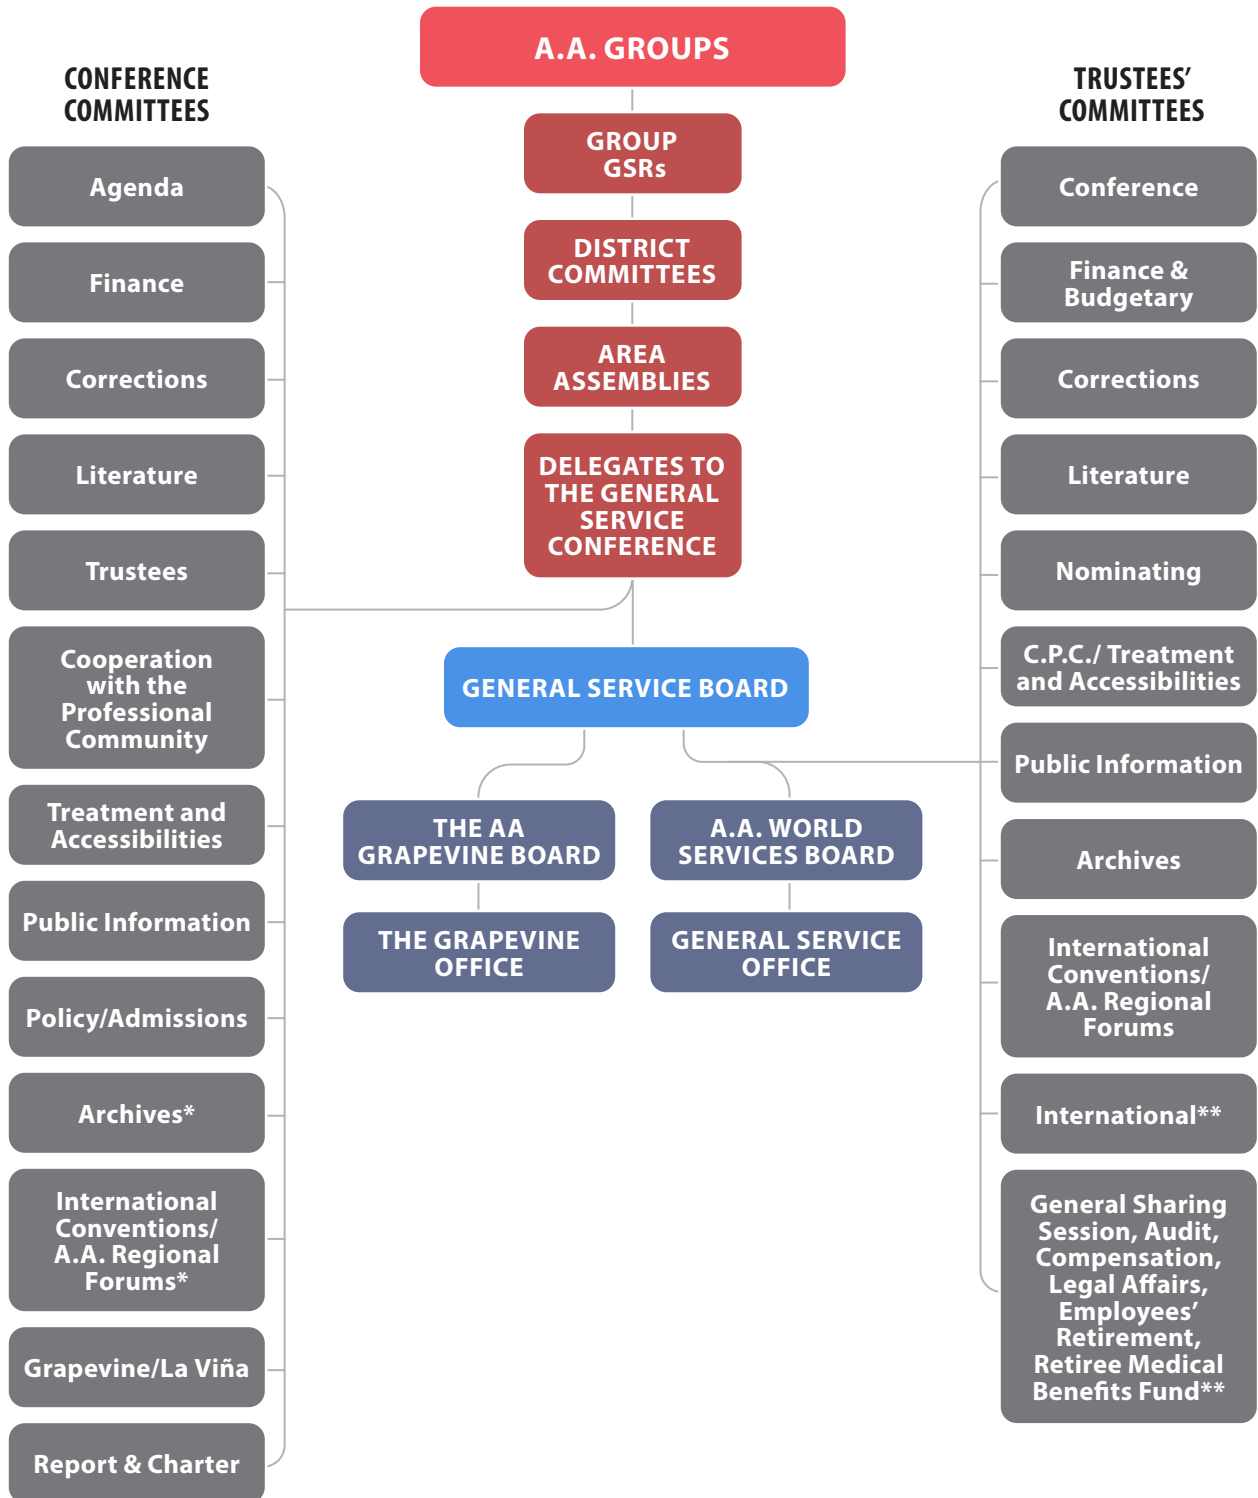 A.A. GROUPS
CONFERENCE
COMMITTEES
Agenda
Finance
Corrections
Literature
Trustees
Cooperation
with the
Professional
Community
Treatment and
Accessibilities
Public Information
Policy/Admissions
Archives*
International
Conventions/
A.A. Regional
Forums*
Grapevine/La Viña
Report & Charter
GROUP
GSRs
DISTRICT
COMMITTEES
AREA
ASSEMBLIES
DELEGATES TO
THE GENERAL
SERVICE
CONFERENCE
GENERAL SERVICE BOARD
THE AA
GRAPEVINE BOARD
THE GRAPEVINE
OFFICE
A.A. WORLD
SERVICES BOARD
GENERAL SERVICE
OFFICE
TRUSTEES’
COMMITTEES
Conference
Finance &
Budgetary
Corrections
Literature
Nominating
C.P.C./ Treatment
and Accessibilities
Public Information
Archives
International
Conventions/
A.A. Regional
Forums
International**
General Sharing
Session, Audit,
Compensation,
Legal Affairs,
Employees’
Retirement,
Retiree Medical
Benefits Fund**